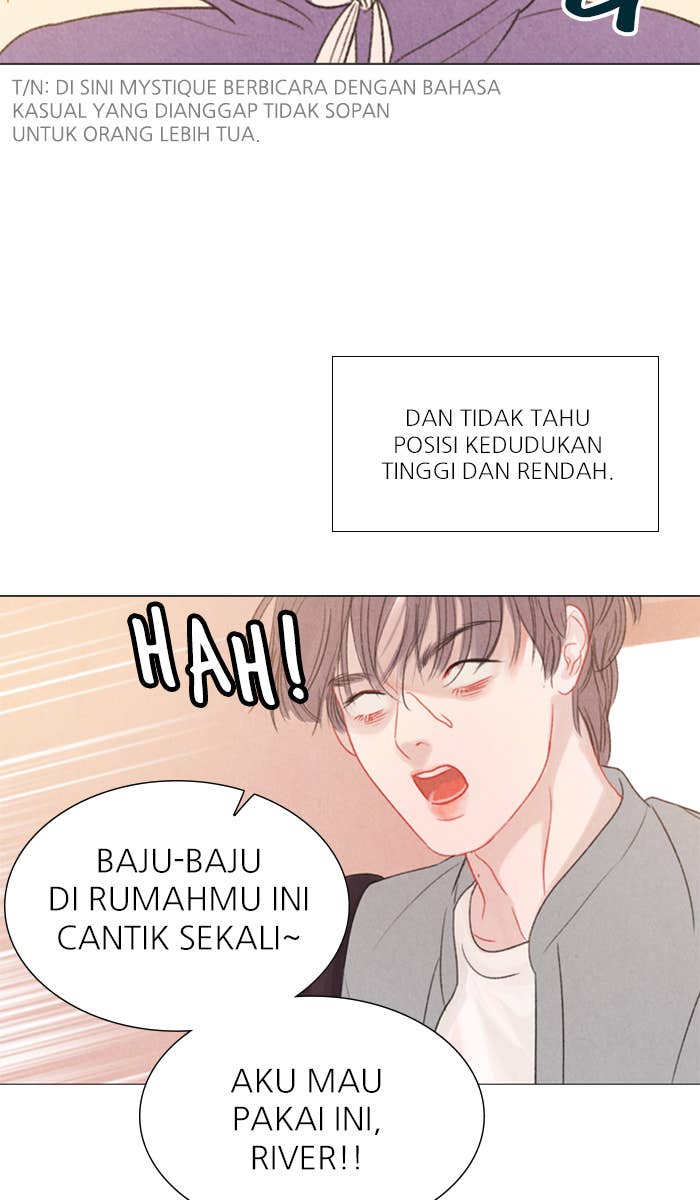 T/N: DI SINI MYSTIQUE BERBICARA DENGAN BAHASA
KASUAL YANG DIANGGAP TIDAK SOPAN
UNTUK ORANG LEBIH TUA.
DAN TIDAK TAHU
POSISI KEDUDUKAN
TINGGI DAN RENDAH.
HAH!
BAJU-BAJU
DI RUMAHMU INI
CANTIK SEKALI~
AKU MAU
PAKAI INI,
RIVER!!